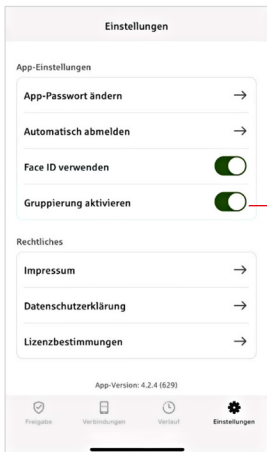 Einstellungen
App-Einstellungen
App-Passwort ändern
Automatisch abmelden
Face ID verwenden
Gruppierung aktivieren
Rechtliches
Impressum
Datenschutzerklärung
Lizenzbestimmungen
App-Version: 4.2.4 (629)
Freigabe Verbindungen Verlauf Einstellungen